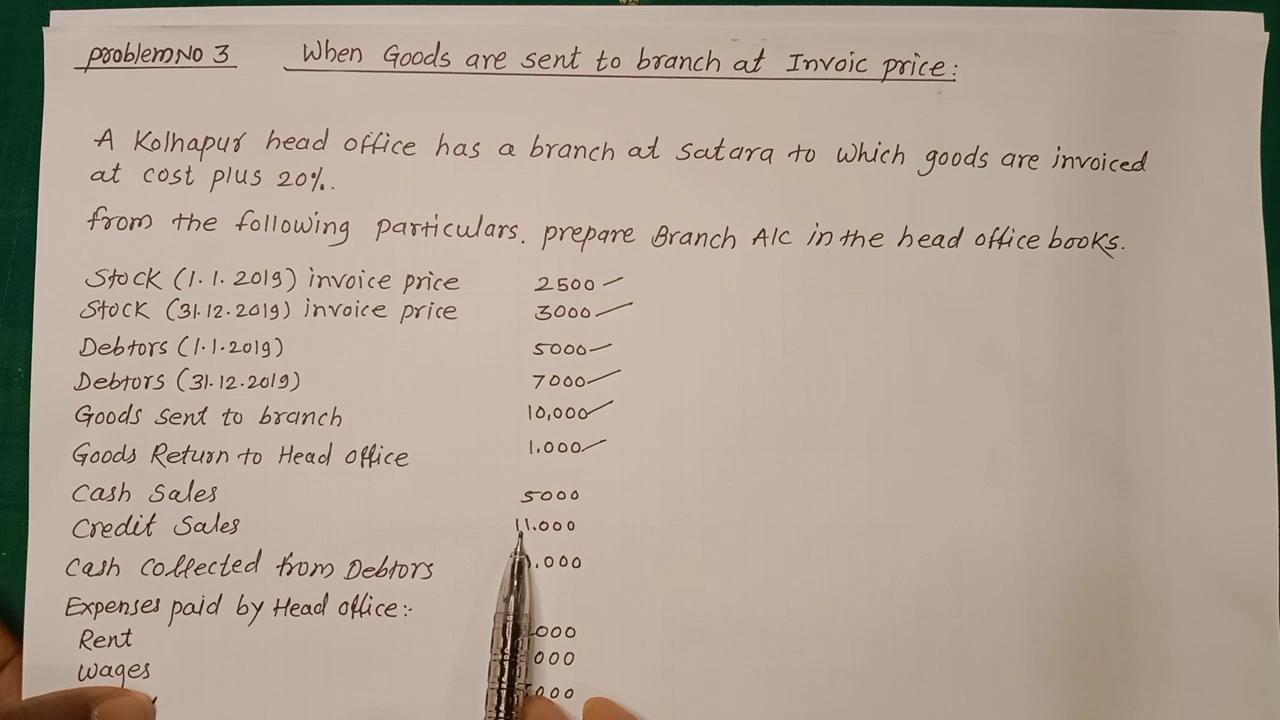 Problem No 3 When Goods are sent to branch at Invoic price:
A Kolhapur head office has a branch at satara to which goods are invoiced
at cost plus 20%.
from the following particulars. prepare Branch A/C in the head office books.
Stock (1.1.2019) invoice price 2500
Stock (31.12.2019) invoice price 3000
Debtors (1.1.2019) 5000
Debtors (31.12.2019) 7000
Goods sent to branch 10,000
Goods Return to Head office 1.000
Cash Sales 5000
Credit Sales 11.000
Cash Collected from Debtors
Expenses paid by Head office:-
Rent
Wages